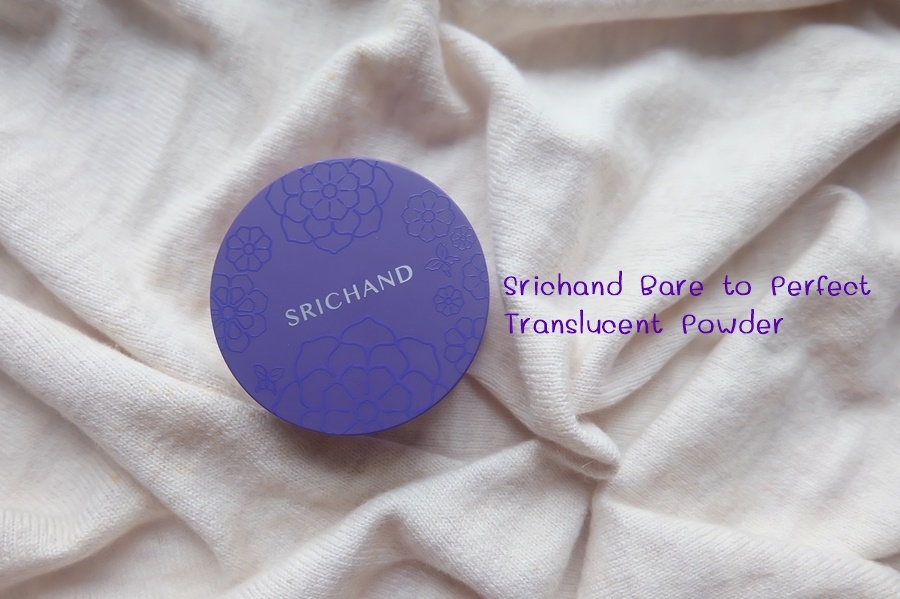 SRICHAND
Srichand Bare to Perfect
Translucent Powder